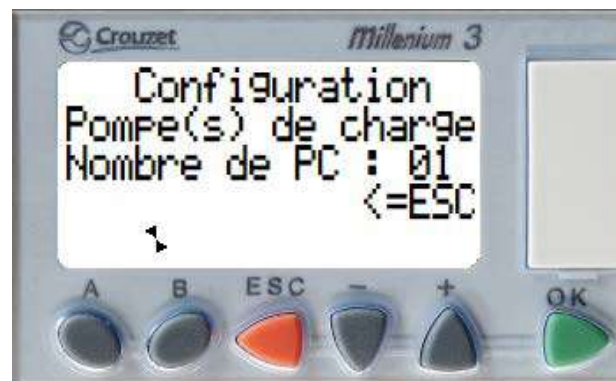 Crouzet Millenium 3
Configuration
Pompe(s) de charge
Nombre de PC : 01
<=ESC
A B ESC - + OK